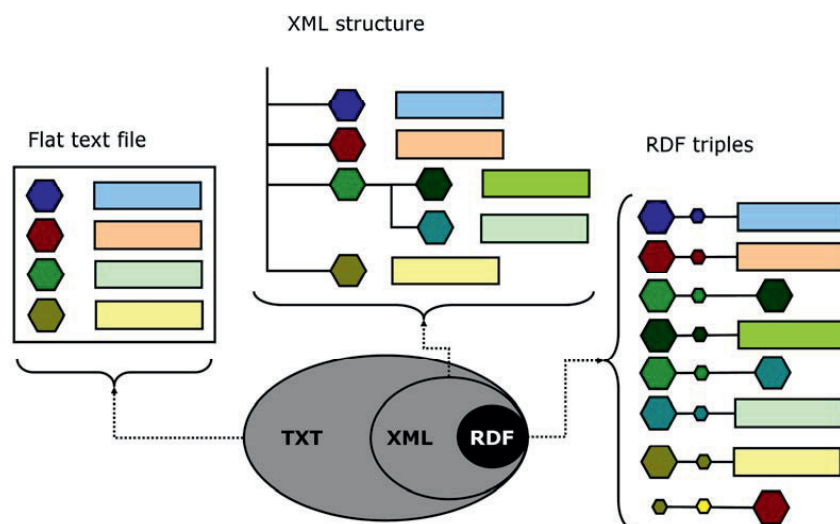 XML structure
Flat text file
RDF triples
TXT
XML
RDF